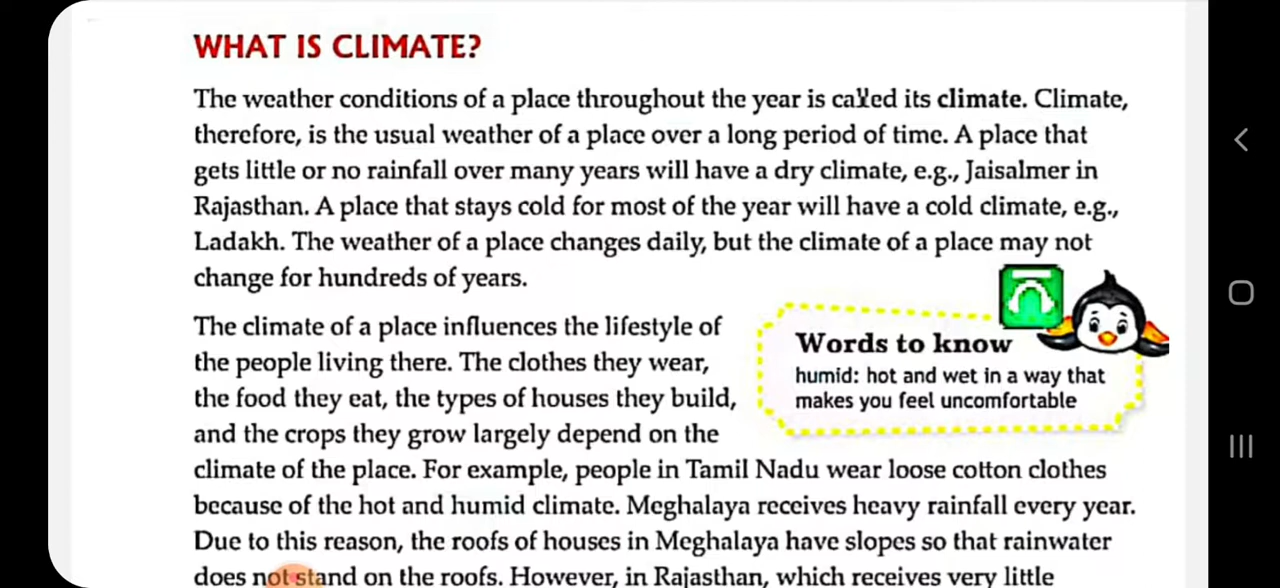 WHAT IS CLIMATE?
The weather conditions of a place throughout the year is called its climate. Climate,
therefore, is the usual weather of a place over a long period of time. A place that
gets little or no rainfall over many years will have a dry climate, e.g., Jaisalmer in
Rajasthan. A place that stays cold for most of the year will have a cold climate, e.g.,
Ladakh. The weather of a place changes daily, but the climate of a place may not
change for hundreds of years.
The climate of a place influences the lifestyle of
the people living there. The clothes they wear,
the food they eat, the types of houses they build,
and the crops they grow largely depend on the
climate of the place. For example, people in Tamil Nadu wear loose cotton clothes
because of the hot and humid climate. Meghalaya receives heavy rainfall every year.
Due to this reason, the roofs of houses in Meghalaya have slopes so that rainwater
does not stand on the roofs. However, in Rajasthan, which receives very little
Words to know
humid: hot and wet in a way that
makes you feel uncomfortable